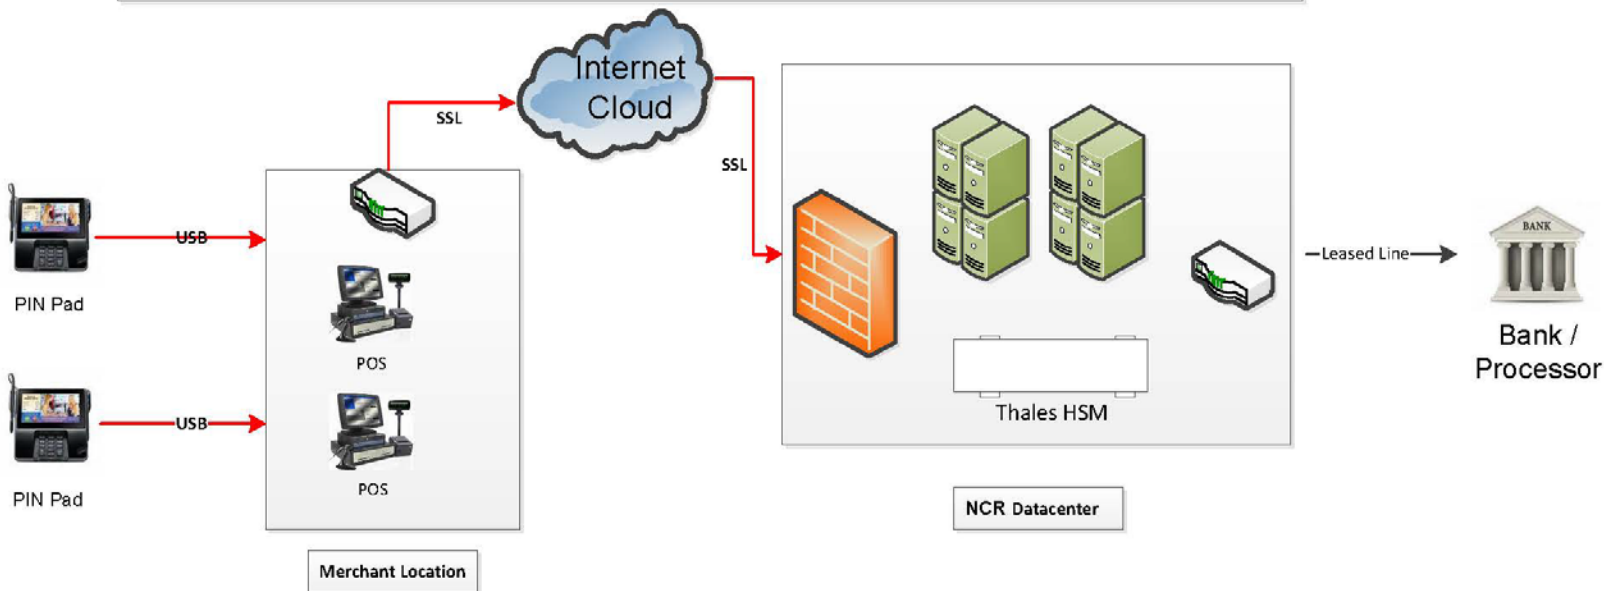 Internet
Cloud
SSL
SSL
USB
PIN Pad
POS
USB
PIN Pad
POS
Merchant Location
Thales HSM
NCR Datacenter
Leased Line
BANK
Bank /
Processor